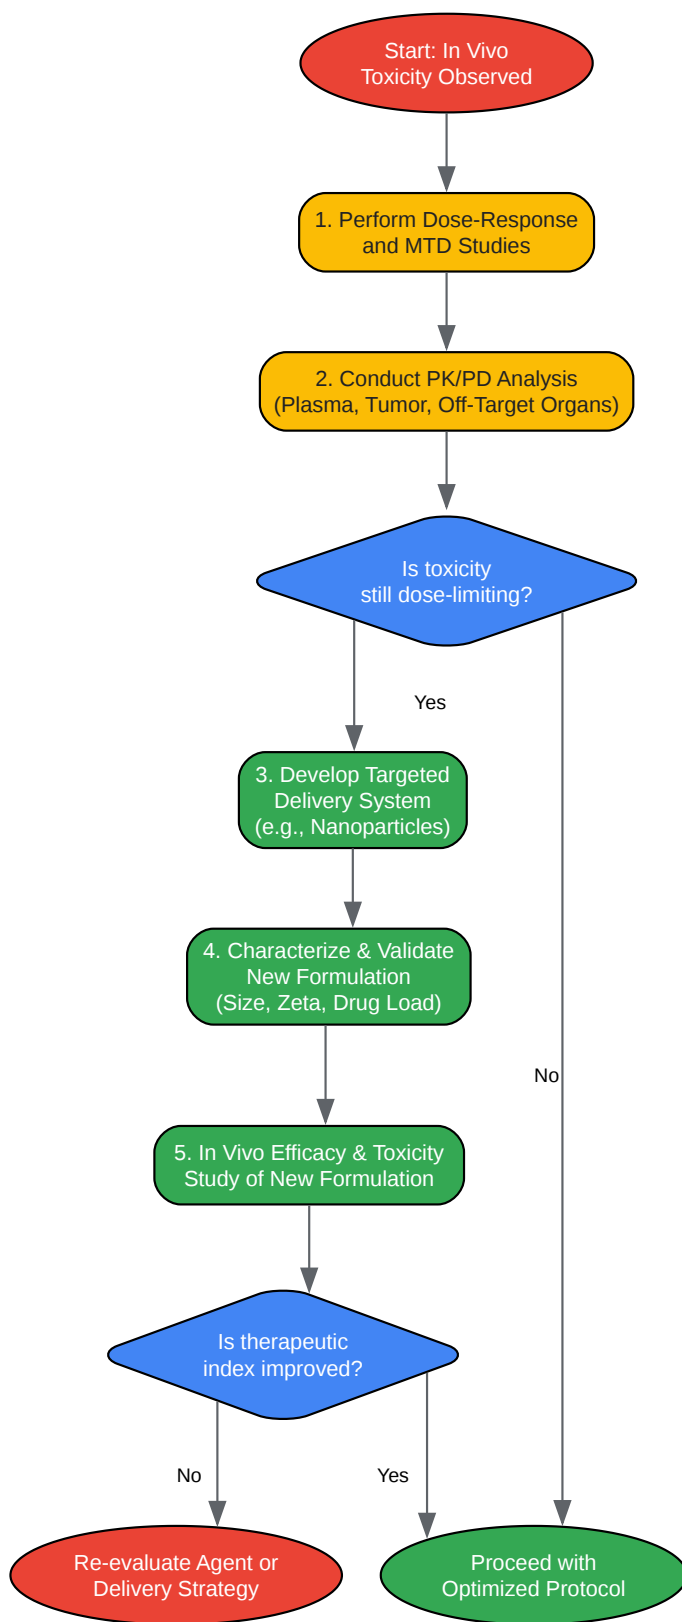 Start: In Vivo
Toxicity Observed
1. Perform Dose-Response
and MTD Studies
2. Conduct PK/PD Analysis
(Plasma, Tumor, Off-Target Organs)
Is toxicity
still dose-limiting?
Yes
3. Develop Targeted
Delivery System
(e.g., Nanoparticles)
4. Characterize & Validate
New Formulation
(Size, Zeta, Drug Load)
No
5. In Vivo Efficacy & Toxicity
Study of New Formulation
Is therapeutic
index improved?
No
Yes
Re-evaluate Agent or
Delivery Strategy
Proceed with
Optimized Protocol